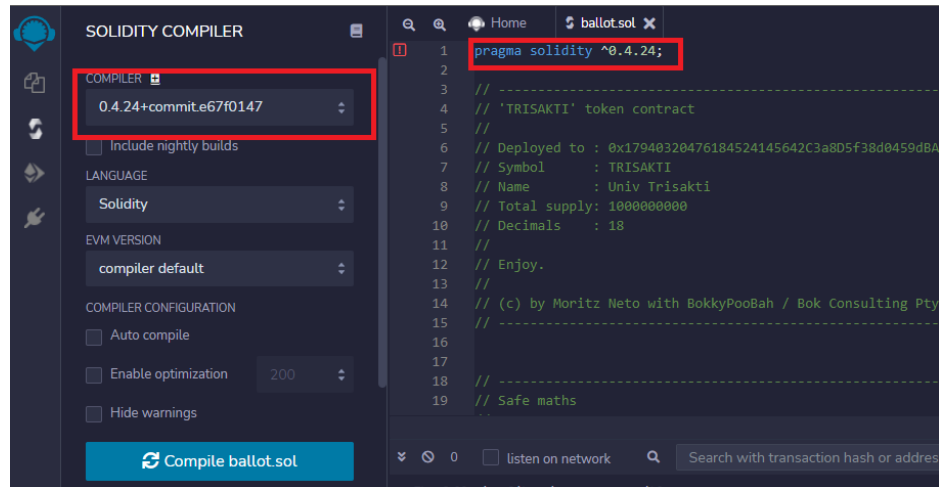 SOLIDITY COMPILER
COMPILER
0.4.24+commit.e67f0147
Include nightly builds
LANGUAGE
Solidity
EVM VERSION
compiler default
COMPILER CONFIGURATION
Auto compile
Enable optimization 200
Hide warnings
Compile ballot.sol
Home ballot.sol
1 pragma solidity ^0.4.24;
2
3 // ----------------------------------------------------------
4 // 'TRISAKTI' token contract
5 //
6 // Deployed to : 0x17940320476184524145642C3a8D5f38d0459dBA
7 // Symbol : TRISAKTI
8 // Name : Univ Trisakti
9 // Total supply: 1000000000
10 // Decimals : 18
11 //
12 // Enjoy.
13 //
14 // (c) by Moritz Neto with BokkyPooBah / Bok Consulting Pty
15 // ----------------------------------------------------------
16
17
18 // ----------------------------------------------------------
19 // Safe maths
0 listen on network Search with transaction hash or addres